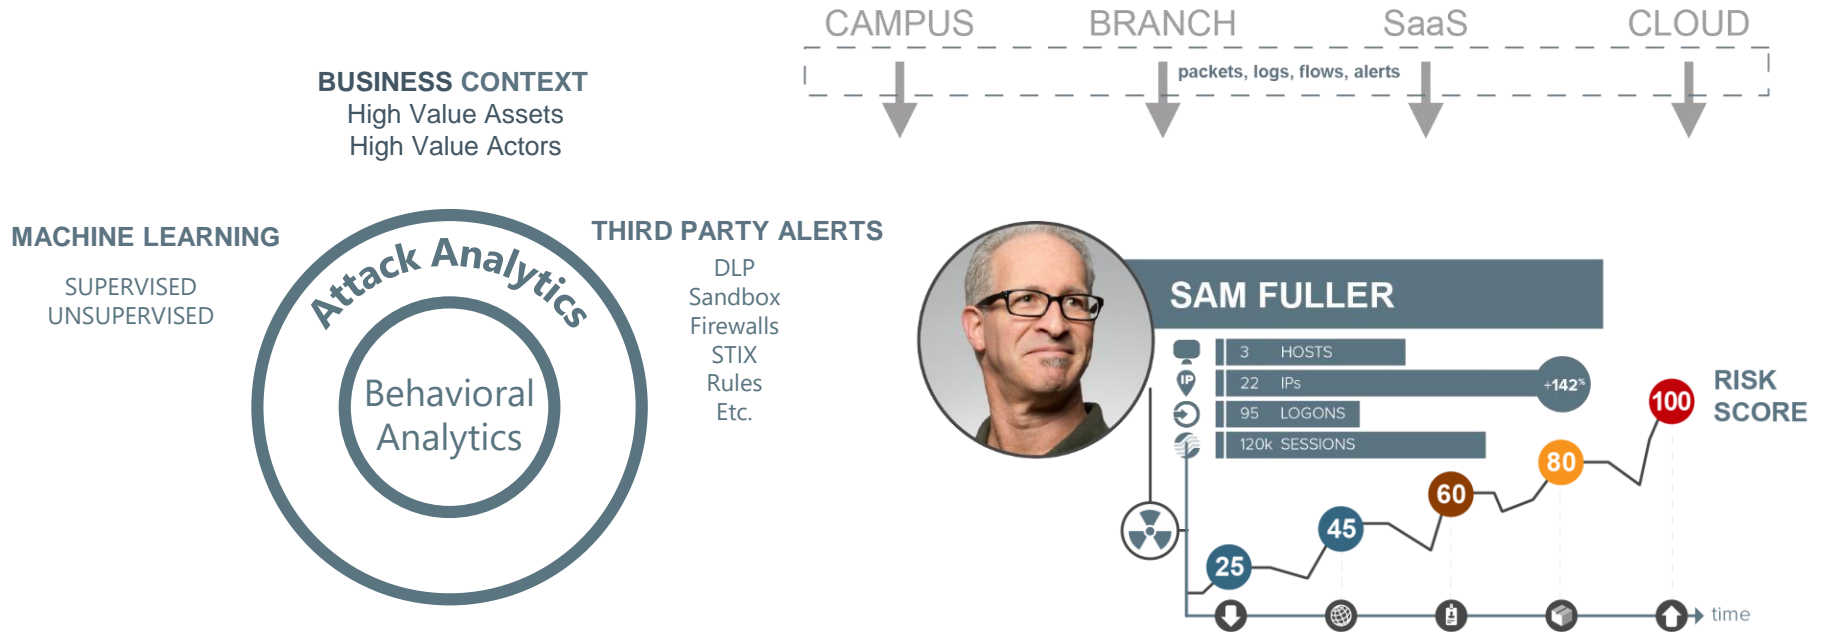 CAMPUS
BRANCH
SaaS
CLOUD
packets, logs, flows, alerts
BUSINESS CONTEXT
High Value Assets
High Value Actors
MACHINE LEARNING
SUPERVISED
UNSUPERVISED
Attack Analytics
Behavioral
Analytics
THIRD PARTY ALERTS
DLP
Sandbox
Firewalls
STIX
Rules
Etc.
SAM FULLER
3 HOSTS
IP
22 IPs
+142%
95 LOGONS
120k SESSIONS
RISK
SCORE
25
45
60
80
100
time